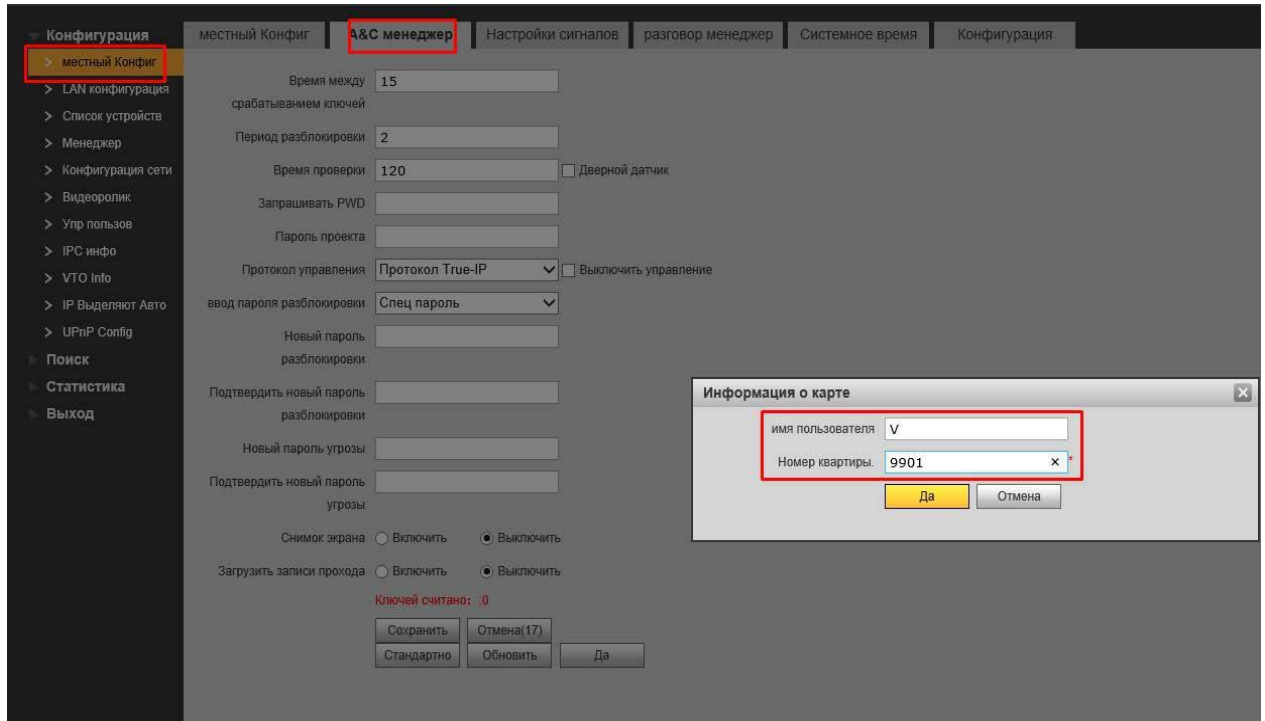 Конфигурация
местный Конфиг
LAN конфигурация
Список устройств
Менеджер
Конфигурация сети
Видеоролик
Упр пользов
IPC инфо
VTO Info
IP Выделяют Авто
UPnP Config
Поиск
Статистика
Выход
местный Конфиг A&C менеджер Настройки сигналов разговор менеджер Системное время Конфигурация
Время между 15
срабатыванием ключей
Период разблокировки 2
Время проверки 120 Дверной датчик
Запрашивать PWD
Пароль проекта
Протокол управления Протокол True-IP Выключить управление
ввод пароля разблокировки Спец пароль
Новый пароль
разблокировки
Подтвердить новый пароль
разблокировки
Новый пароль угрозы
Подтвердить новый пароль
угрозы
Снимок экрана Включить Выключить
Загрузить записи прохода Включить Выключить
Ключей считано: :0
Сохранить Отмена(17)
Стандартно Обновить Да
Информация о карте
имя пользователя V
Номер квартиры. 9901 *
Да Отмена